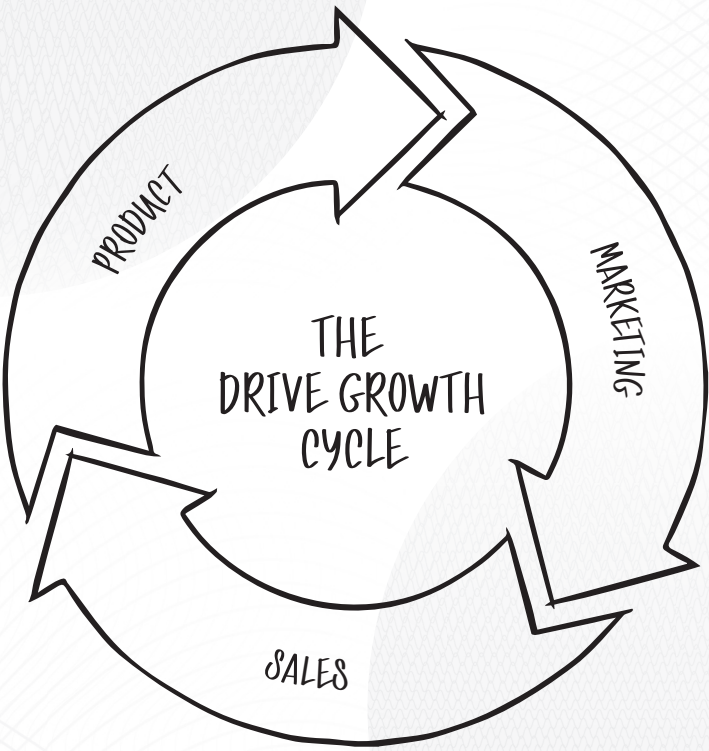 THE
DRIVE GROWTH
CYCLE
PRODUCT
MARKETING
SALES